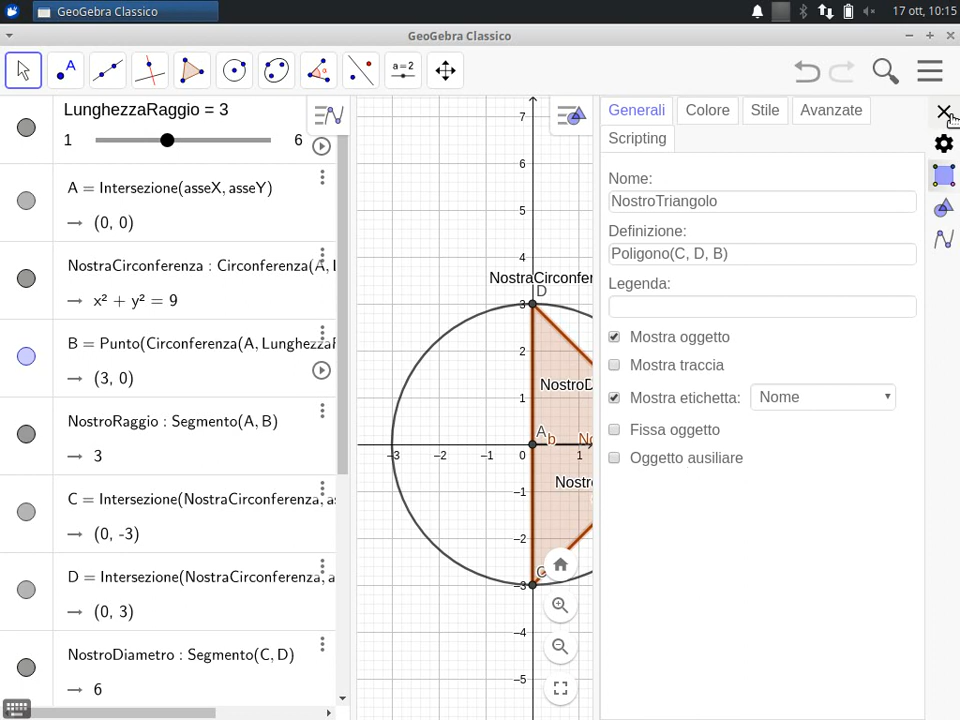 GeoGebra Classico
17 ott, 10:15
GeoGebra Classico
A
a=2
LunghezzaRaggio = 3
1 6
A = Intersezione(asseX, asseY)
→ (0, 0)
NostraCirconferenza : Circonferenza(A, l
→ x² + y² = 9
B = Punto(Circonferenza(A, Lunghezza
→ (3, 0)
NostroRaggio : Segmento(A, B)
→ 3
C = Intersezione(NostraCirconferenza, a
→ (0, -3)
D = Intersezione(NostraCirconferenza, a
→ (0, 3)
NostroDiametro : Segmento(C, D)
→ 6
7
6
5
4
NostraCirconfer
D
3
2
NostroD
1
A
b
No
−3 −2 −1 0 1
−1
Nostr
−2
C
−3
−4
−5
Generali Colore Stile Avanzate
Scripting
Nome:
NostroTriangolo
Definizione:
Poligono(C, D, B)
Legenda:
Mostra oggetto
Mostra traccia
Mostra etichetta: Nome
Fissa oggetto
Oggetto ausiliare